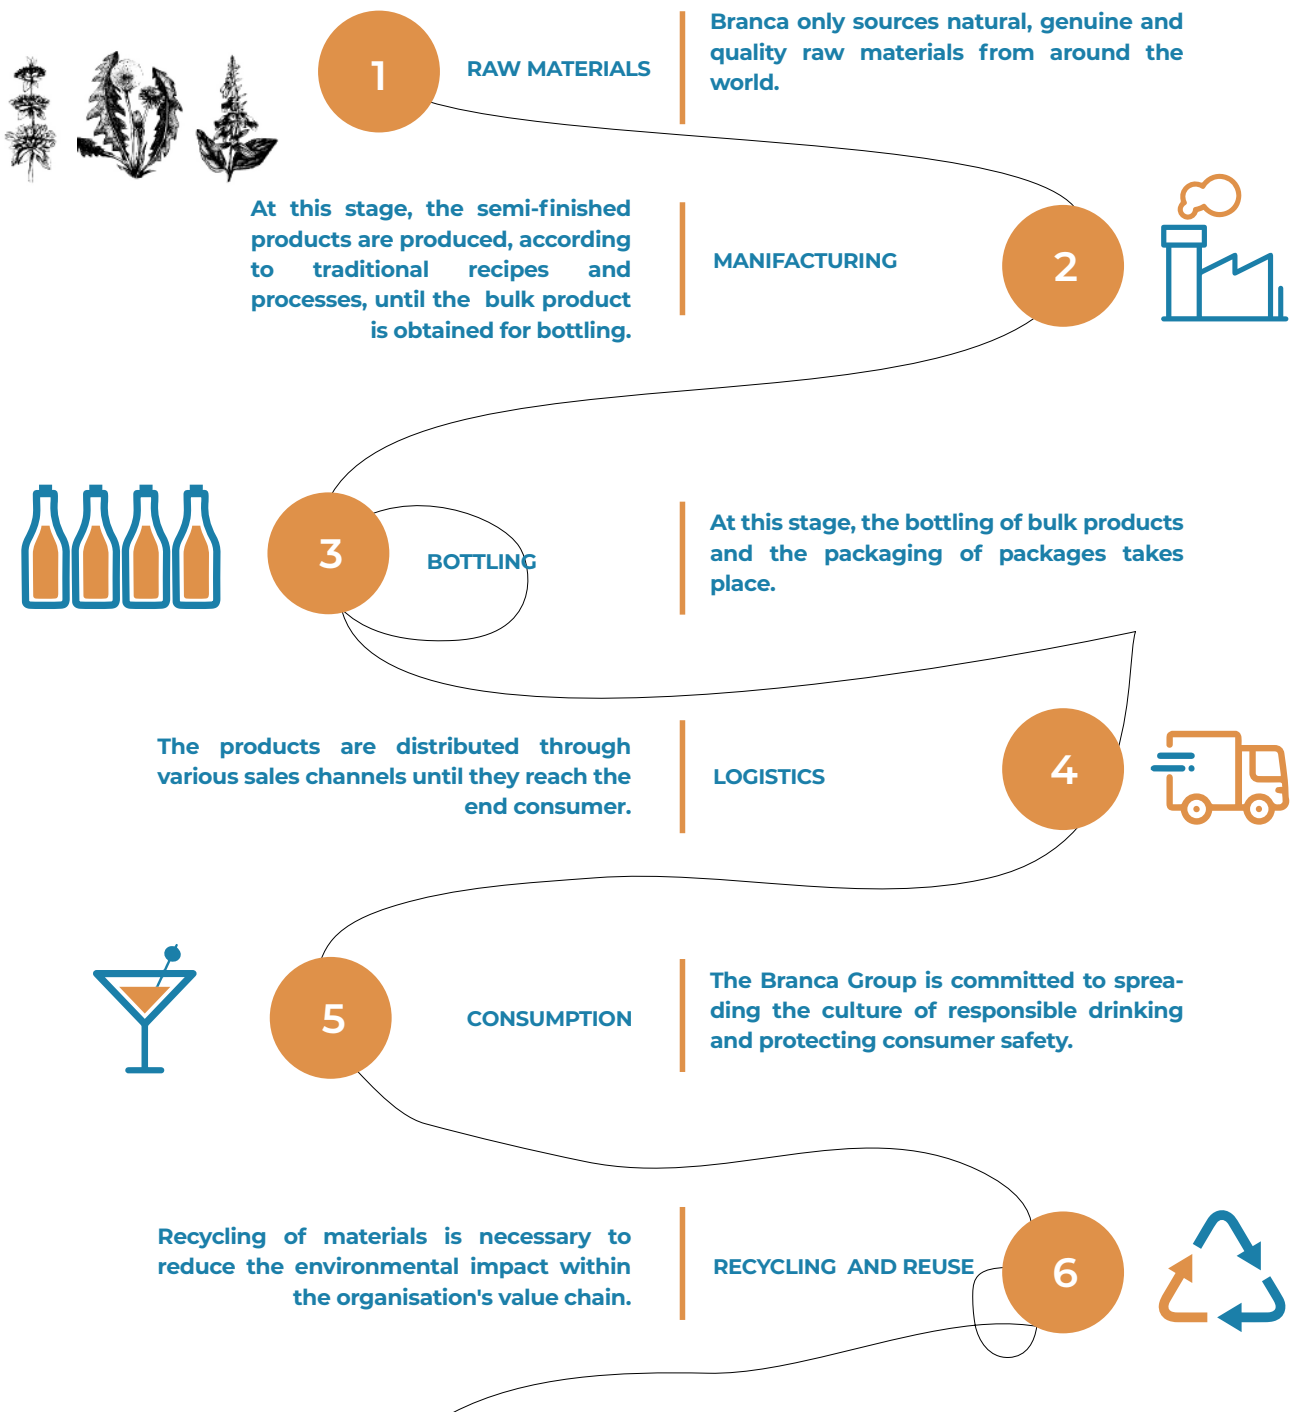 1
RAW MATERIALS
Branca only sources natural, genuine and
quality raw materials from around the
world.
At this stage, the semi-finished
products are produced, according
to traditional recipes and
processes, until the bulk product
is obtained for bottling.
MANIFACTURING
2
3
BOTTLING
At this stage, the bottling of bulk products
and the packaging of packages takes
place.
The products are distributed through
various sales channels until they reach the
end consumer.
LOGISTICS
4
5
CONSUMPTION
The Branca Group is committed to sprea-
ding the culture of responsible drinking
and protecting consumer safety.
Recycling of materials is necessary to
reduce the environmental impact within
the organisation's value chain.
RECYCLING AND REUSE
6